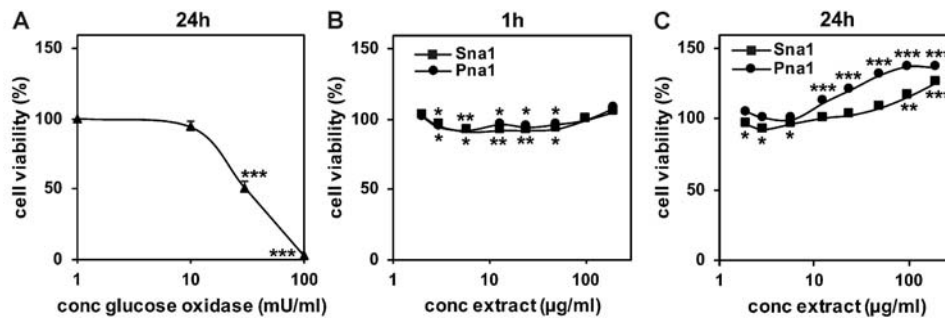 A
24h
cell viability (%)
150
100
50
0
***
***
1
10
100
conc glucose oxidase (mU/ml)
B
1h
cell viability (%)
150
100
50
0
Sna1
Pna1
* ** * * *
* * ** ** *
1
10
100
conc extract (µg/ml)
C
24h
cell viability (%)
150
100
50
0
Sna1
Pna1
*** *** *** *** ***
* * * ** ***
1
10
100
conc extract (µg/ml)